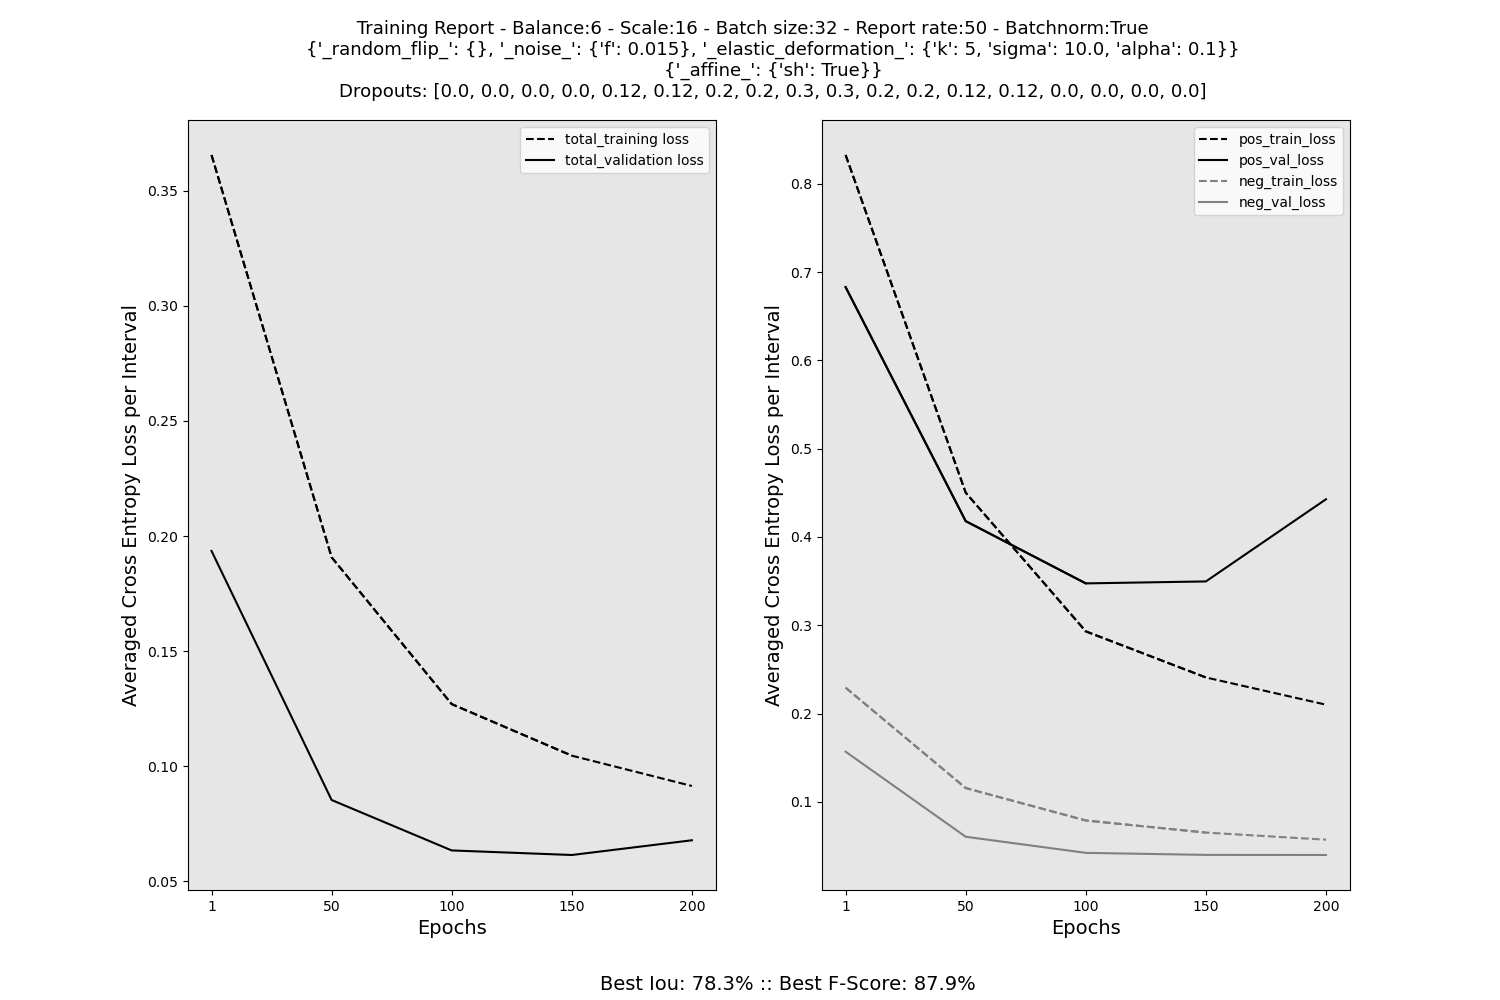 Training Report - Balance:6 - Scale:16 - Batch size:32 - Report rate:50 - Batchnorm:True
{'_random_flip_': {}, '_noise_': {'f': 0.015}, '_elastic_deformation_': {'k': 5, 'sigma': 10.0, 'alpha': 0.1}}
{'_affine_': {'sh': True}}
Dropouts: [0.0, 0.0, 0.0, 0.0, 0.12, 0.12, 0.2, 0.2, 0.3, 0.3, 0.2, 0.2, 0.12, 0.12, 0.0, 0.0, 0.0, 0.0]
total_training loss
total_validation loss
Averaged Cross Entropy Loss per Interval
0.35
0.30
0.25
0.20
0.15
0.10
0.05
1 50 100 150 200
Epochs
pos_train_loss
pos_val_loss
neg_train_loss
neg_val_loss
Averaged Cross Entropy Loss per Interval
0.8
0.7
0.6
0.5
0.4
0.3
0.2
0.1
1 50 100 150 200
Epochs
Best Iou: 78.3% :: Best F-Score: 87.9%